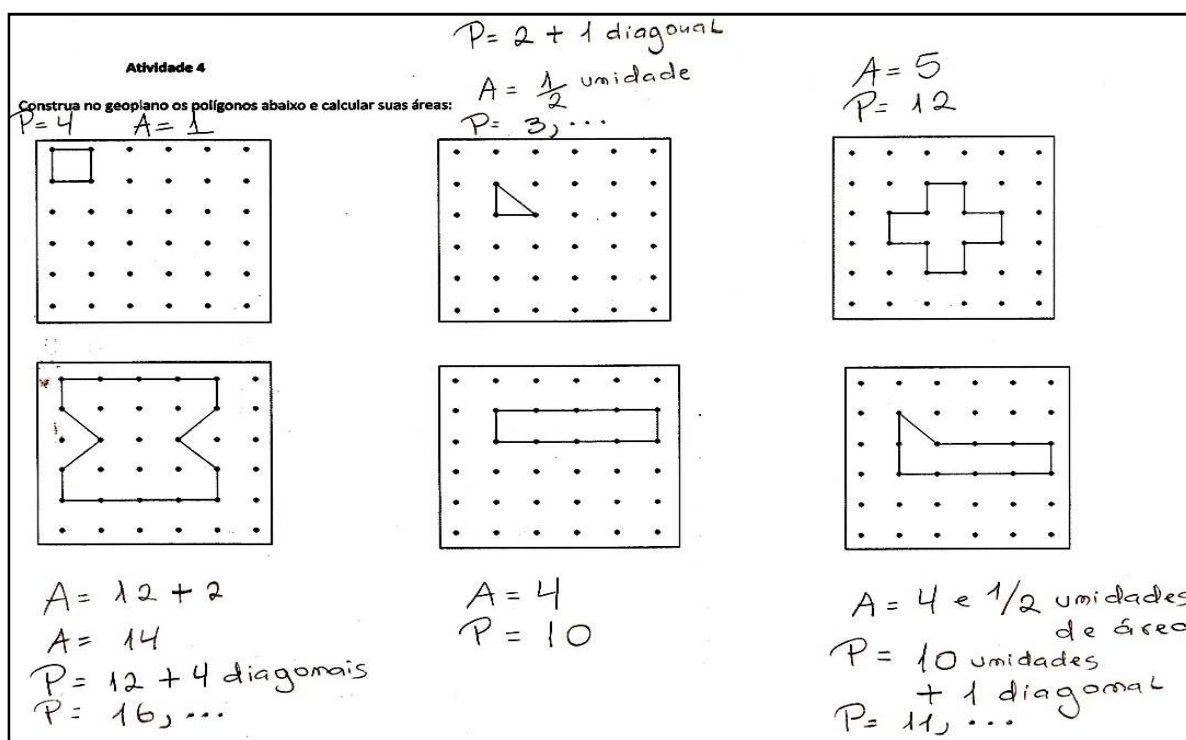 Atividade 4
Construa no geoplano os polígonos abaixo e calcular suas áreas:
P= 4 A= 1
P= 2 + 1 diagonal
A = 1/2 unidade
P= 3, ...
A = 5
P= 12
A= 12 + 2
A= 14
P= 12 + 4 diagonais
P= 16, ...
A= 4
P= 10
A= 4 e 1/2 unidades
de área
P= 10 unidades
+ 1 diagonal
P= 11, ...